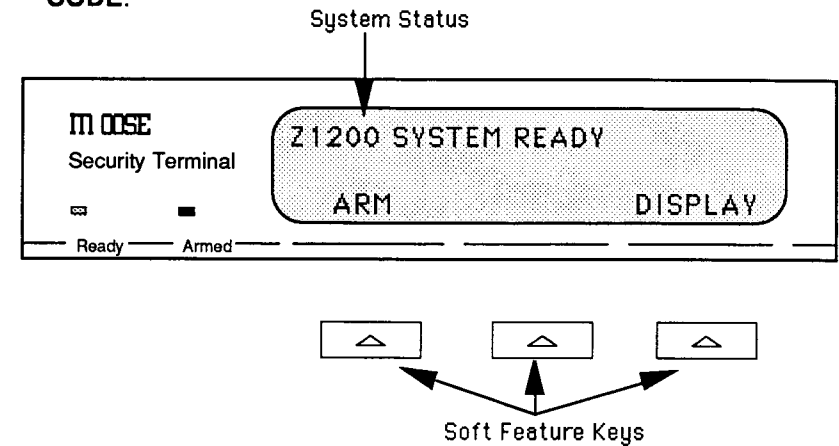 CODE.
System Status
MOOSE
Security Terminal
Z1200 SYSTEM READY
ARM DISPLAY
Ready Armed
Soft Feature Keys